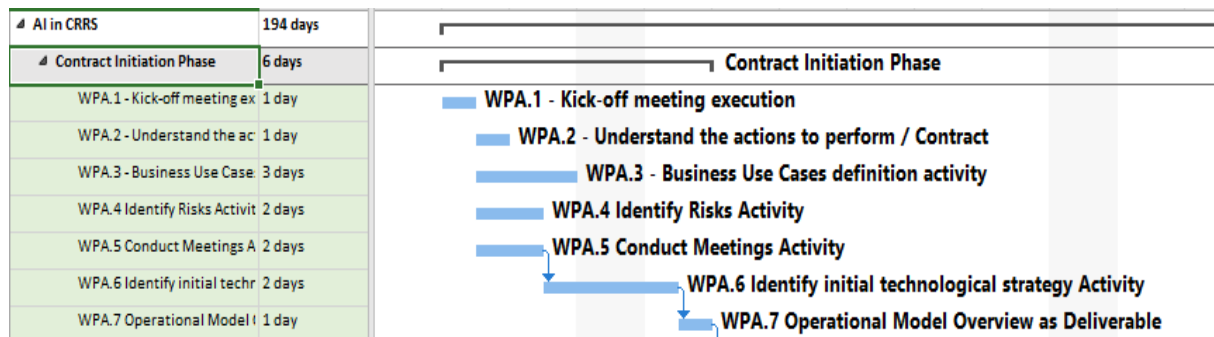 AI in CRRS 194 days
Contract Initiation Phase 6 days Contract Initiation Phase
WPA.1 - Kick-off meeting ex 1 day WPA.1 - Kick-off meeting execution
WPA.2 - Understand the ac 1 day WPA.2 - Understand the actions to perform / Contract
WPA.3 - Business Use Case 3 days WPA.3 - Business Use Cases definition activity
WPA.4 Identify Risks Activit 2 days WPA.4 Identify Risks Activity
WPA.5 Conduct Meetings A 2 days WPA.5 Conduct Meetings Activity
WPA.6 Identify initial techr 2 days WPA.6 Identify initial technological strategy Activity
WPA.7 Operational Model 1 day WPA.7 Operational Model Overview as Deliverable